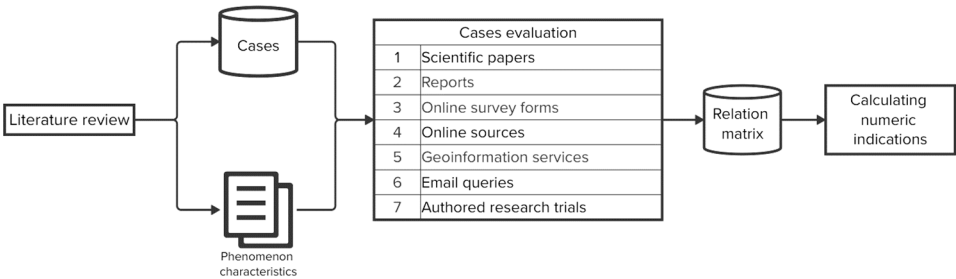 Literature review
Cases
Phenomenon
characteristics
Cases evaluation
1 Scientific papers
2 Reports
3 Online survey forms
4 Online sources
5 Geoinformation services
6 Email queries
7 Authored research trials
Relation
matrix
Calculating
numeric
indications